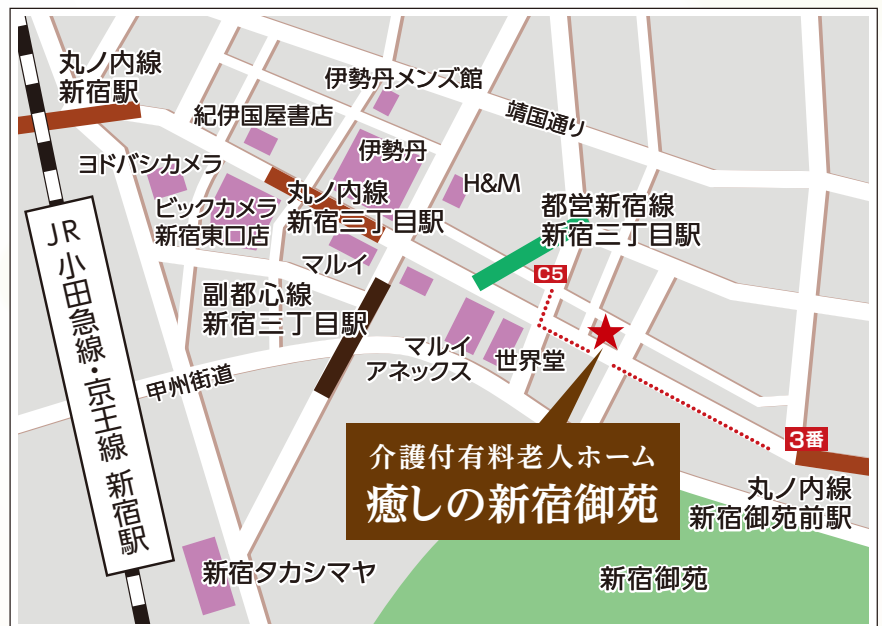 丸ノ内線
新宿駅
伊勢丹メンズ館
紀伊国屋書店
靖国通り
伊勢丹
ヨドバシカメラ
H&M
丸ノ内線
新宿三丁目駅
ビックカメラ
新宿東口店
都営新宿線
新宿三丁目駅
マルイ
C5
副都心線
新宿三丁目駅
JR 小田急線・京王線 新宿駅
マルイ
アネックス
世界堂
甲州街道
3番
介護付有料老人ホーム
癒しの新宿御苑
丸ノ内線
新宿御苑前駅
新宿タカシマヤ
新宿御苑